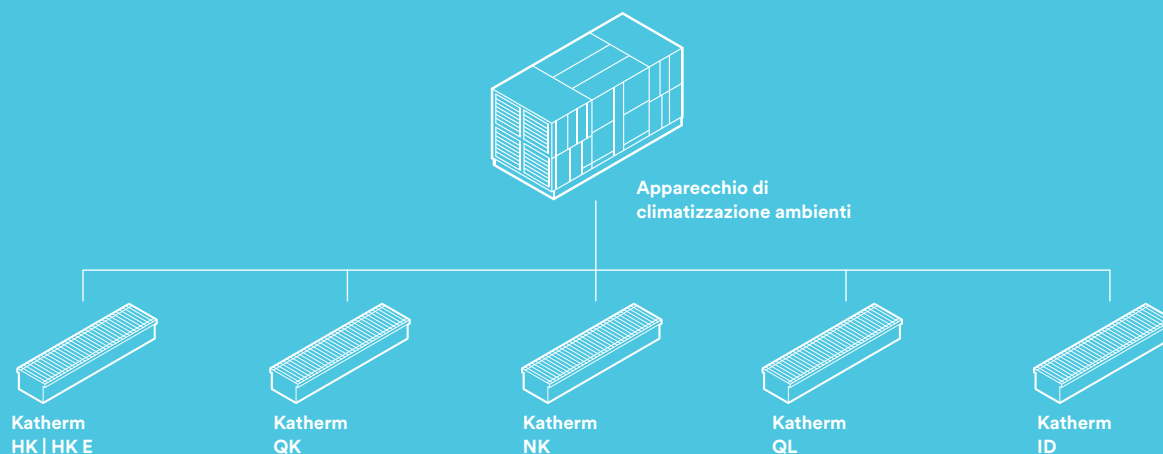 Apparecchio di
climatizzazione ambienti
Katherm
HK | HK E
Katherm
QK
Katherm
NK
Katherm
QL
Katherm
ID